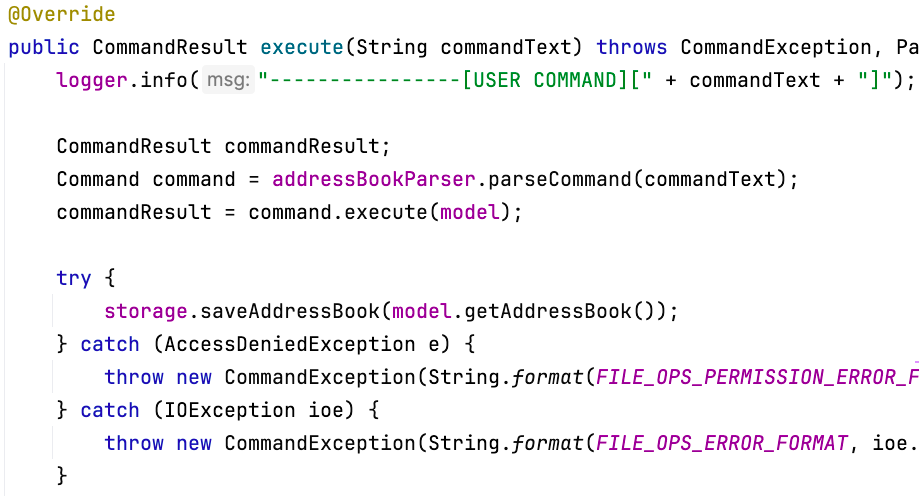 @Override
public CommandResult execute(String commandText) throws CommandException, Pa
logger.info( msg: "----------------[USER COMMAND][" + commandText + "]");
CommandResult commandResult;
Command command = addressBookParser.parseCommand(commandText);
commandResult = command.execute(model);
try {
storage.saveAddressBook(model.getAddressBook());
} catch (AccessDeniedException e) {
throw new CommandException(String.format(FILE_OPS_PERMISSION_ERROR_F
} catch (IOException ioe) {
throw new CommandException(String.format(FILE_OPS_ERROR_FORMAT, ioe.
}